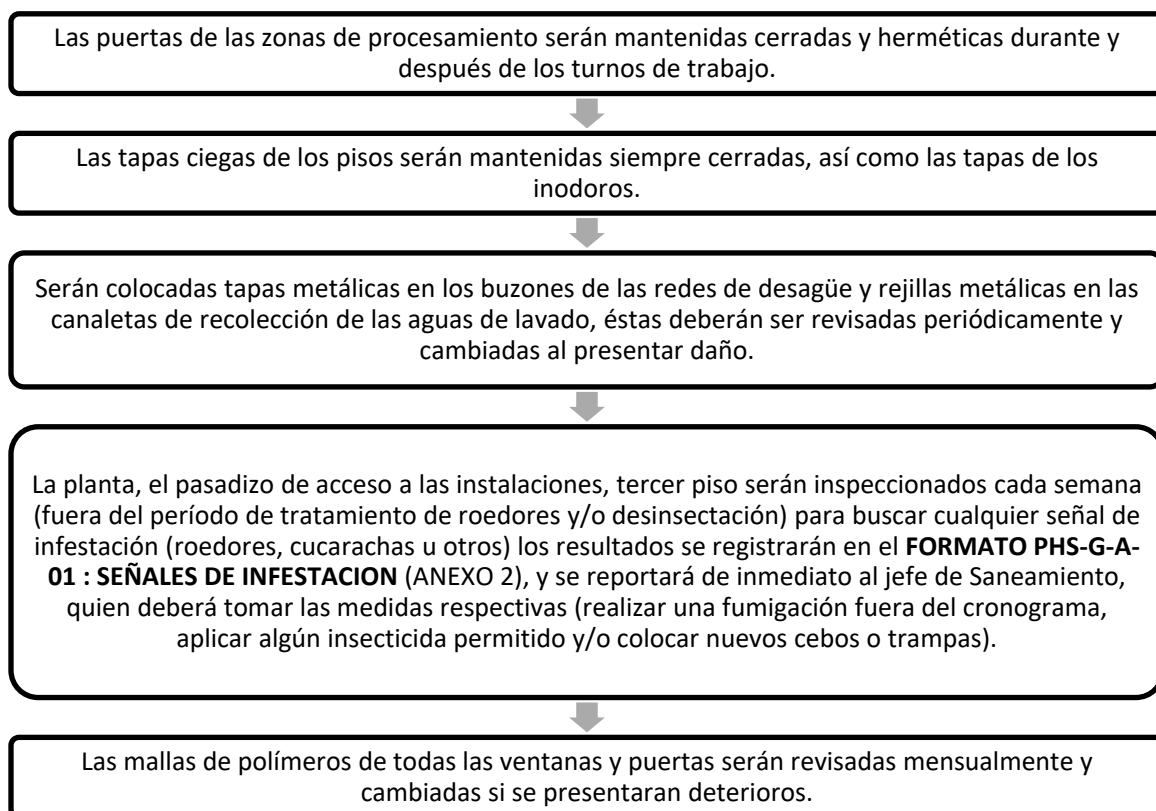 Las puertas de las zonas de procesamiento serán mantenidas cerradas y herméticas durante y
después de los turnos de trabajo.
Las tapas ciegas de los pisos serán mantenidas siempre cerradas, así como las tapas de los
inodoros.
Serán colocadas tapas metálicas en los buzones de las redes de desagüe y rejillas metálicas en las
canaletas de recolección de las aguas de lavado, éstas deberán ser revisadas periódicamente y
cambiadas al presentar daño.
La planta, el pasadizo de acceso a las instalaciones, tercer piso serán inspeccionados cada semana
(fuera del período de tratamiento de roedores y/o desinsectación) para buscar cualquier señal de
infestación (roedores, cucarachas u otros) los resultados se registrarán en el FORMATO PHS-G-A-
01 : SEÑALES DE INFESTACION (ANEXO 2), y se reportará de inmediato al jefe de Saneamiento,
quien deberá tomar las medidas respectivas (realizar una fumigación fuera del cronograma,
aplicar algún insecticida permitido y/o colocar nuevos cebos o trampas).
Las mallas de polímeros de todas las ventanas y puertas serán revisadas mensualmente y
cambiadas si se presentaran deterioros.